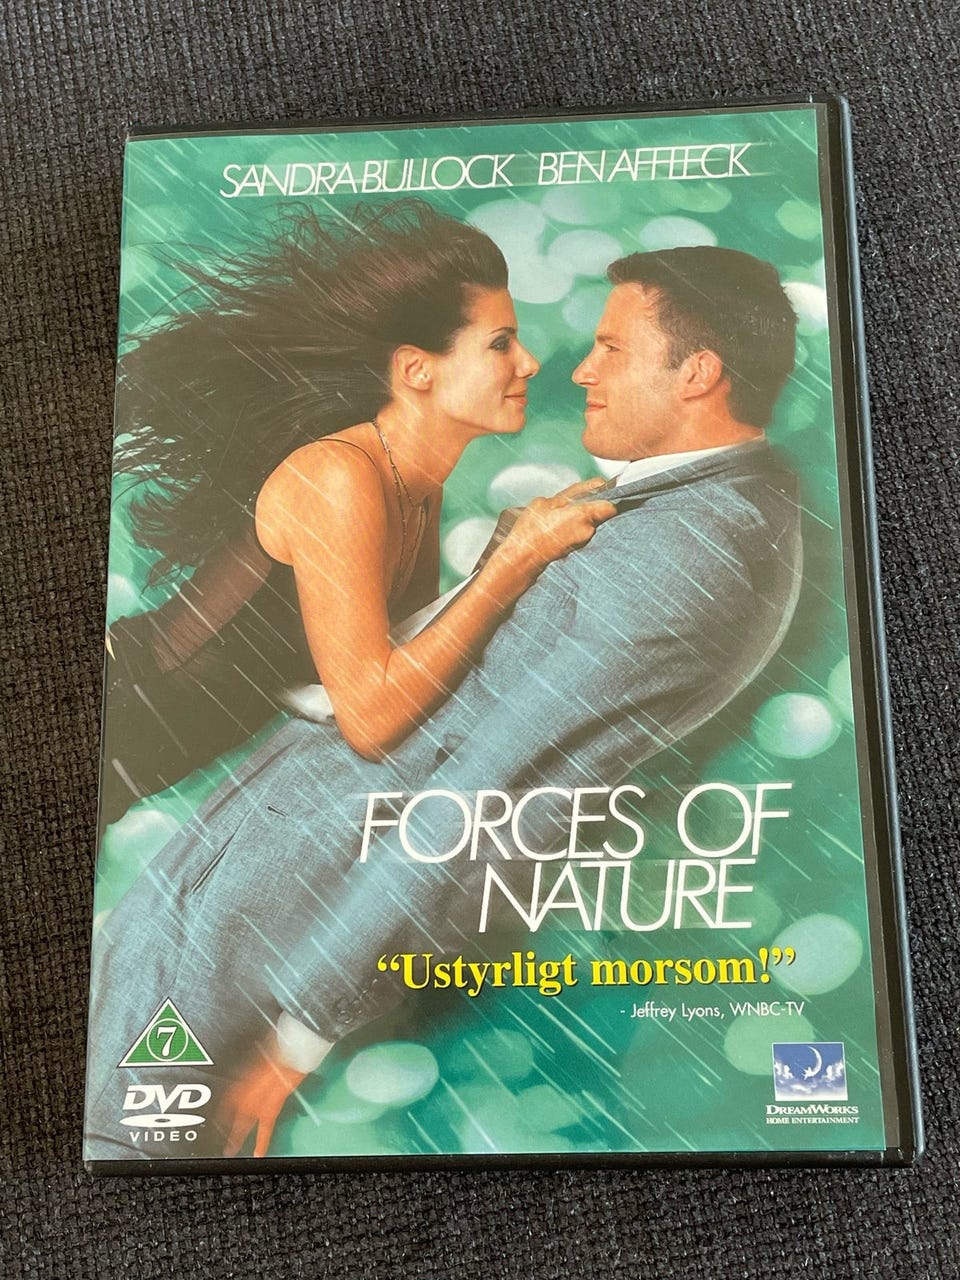 SANDRA BULLOCK BEN AFFLECK
FORCES OF
NATURE
“Ustyrligt morsom!”
- Jeffrey Lyons, WNBC-TV
7
DVD
VIDEO
DREAMWORKS
HOME ENTERTAINMENT